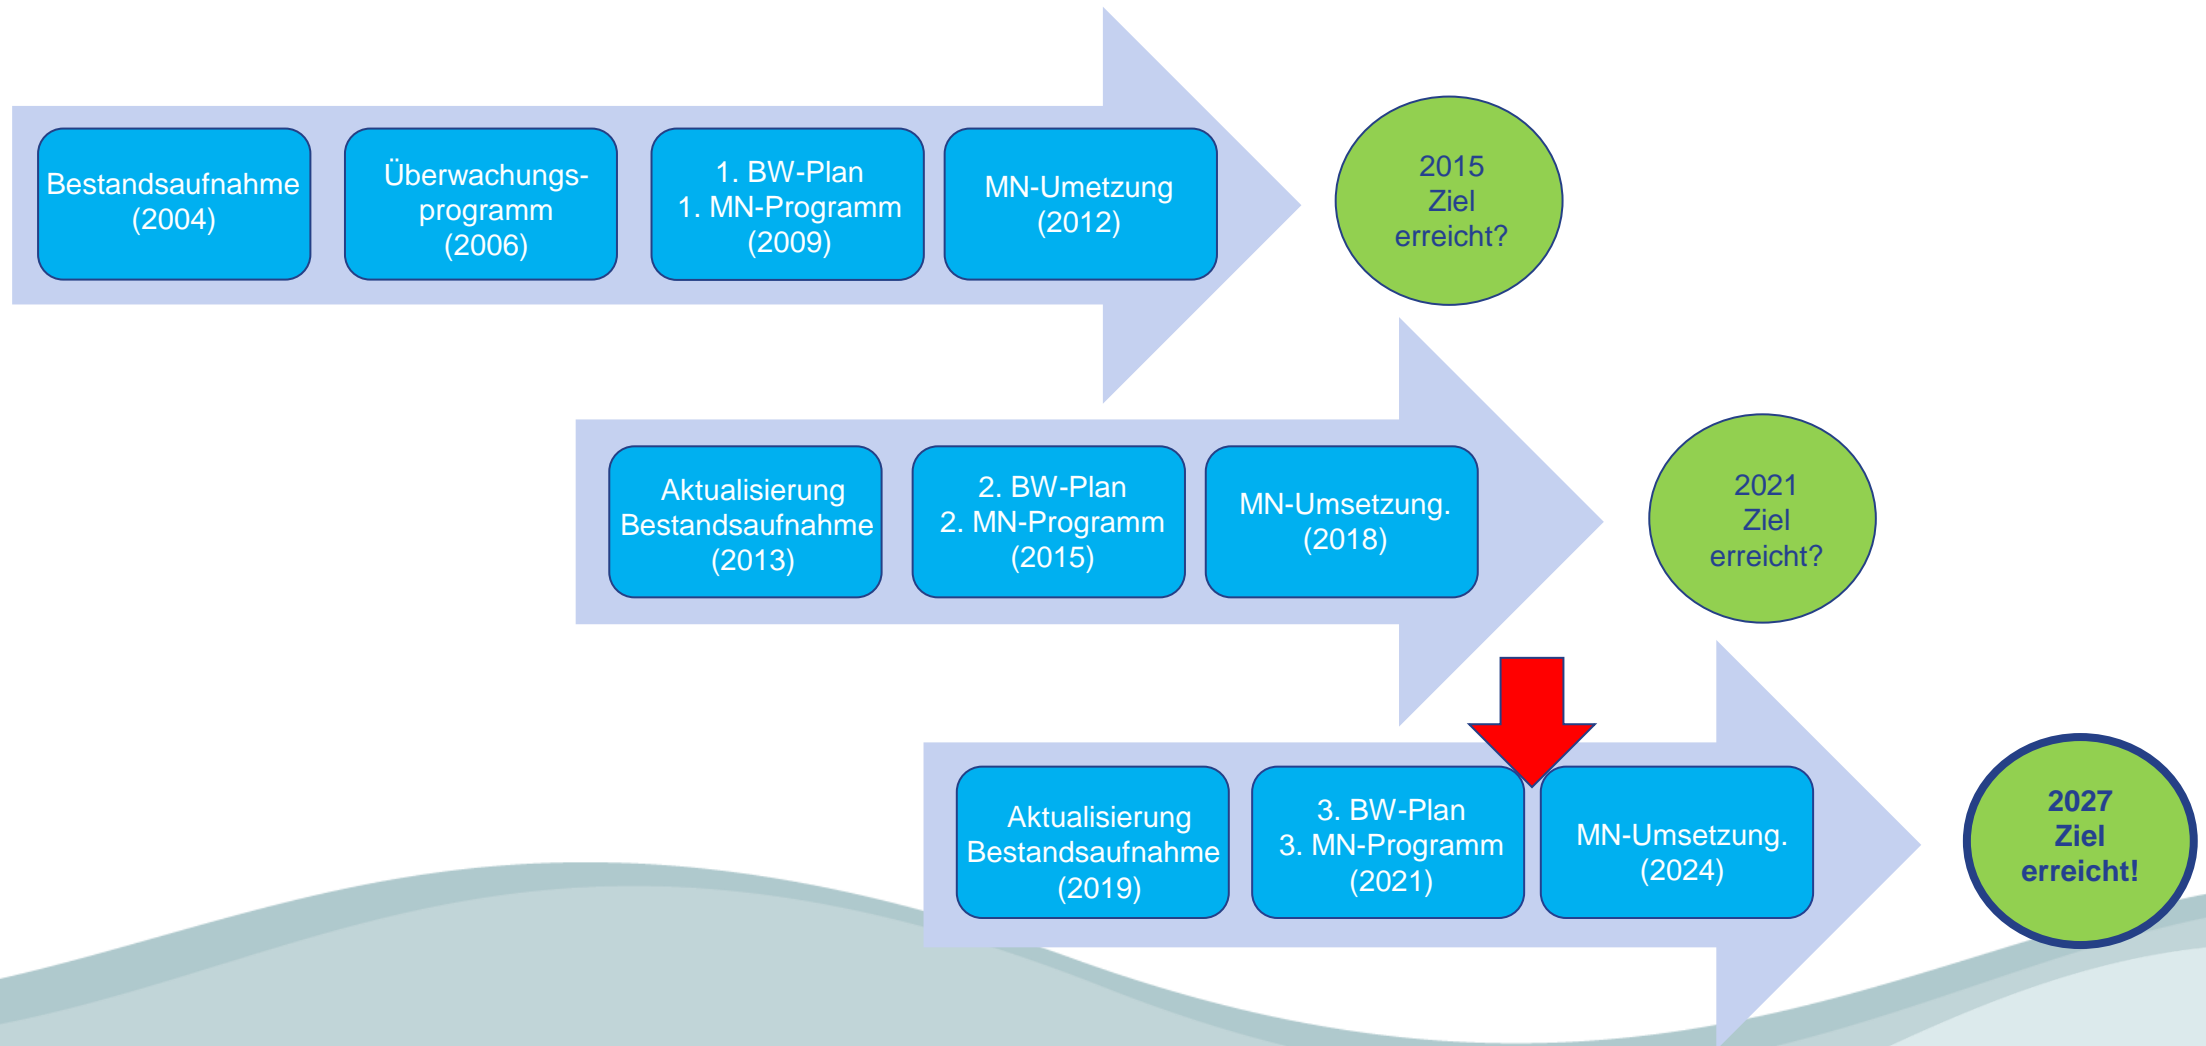 Bestandsaufnahme
(2004)
Überwachungs-
programm
(2006)
1. BW-Plan
1. MN-Programm
(2009)
MN-Umetzung
(2012)
2015
Ziel
erreicht?
Aktualisierung
Bestandsaufnahme
(2013)
2. BW-Plan
2. MN-Programm
(2015)
MN-Umsetzung.
(2018)
2021
Ziel
erreicht?
Aktualisierung
Bestandsaufnahme
(2019)
3. BW-Plan
3. MN-Programm
(2021)
MN-Umsetzung.
(2024)
2027
Ziel
erreicht!